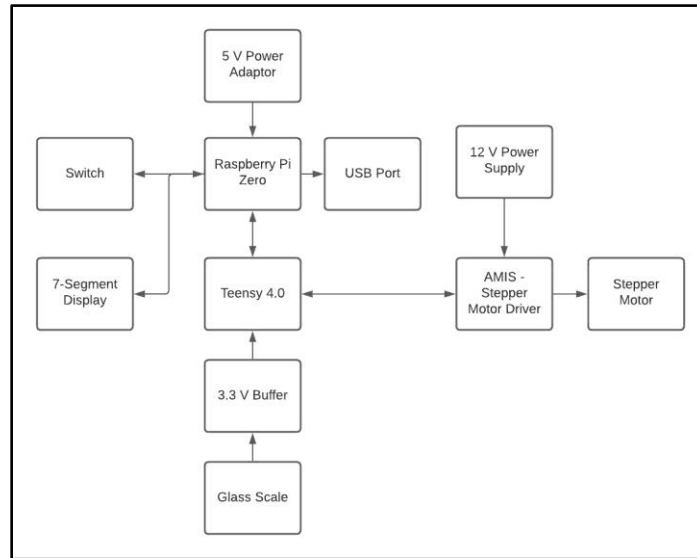 5 V Power
Adaptor
Switch
Raspberry Pi
Zero
USB Port
12 V Power
Supply
7-Segment
Display
Teensy 4.0
AMIS -
Stepper
Motor Driver
Stepper
Motor
3.3 V Buffer
Glass Scale